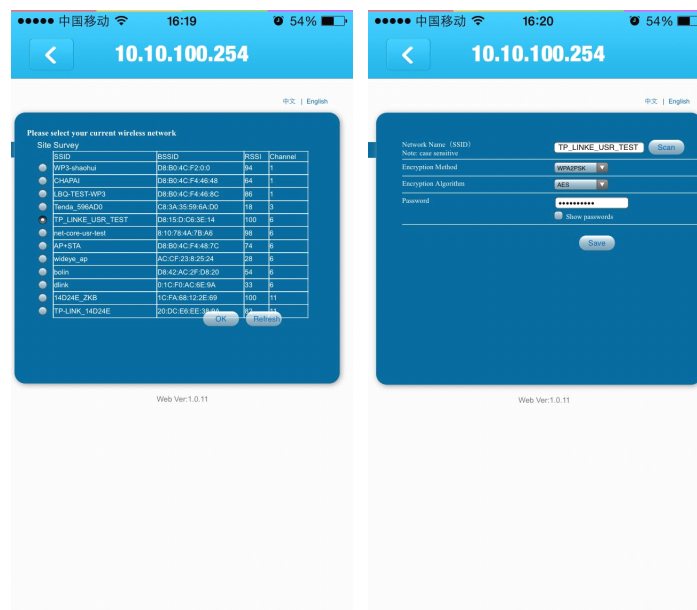 中国移动 16:19 54%
10.10.100.254
中文 | English
Please select your current wireless network
Site Survey
SSID BSSID RSSI Channel
WP3-shaohui D8:B0:4C:F2:0:0 94 1
CHAPAI D8:B0:4C:F4:46:48 64 1
LBQ-TEST-WP3 D8:B0:4C:F4:46:8C 86 1
Tenda_596AD0 C8:3A:35:59:6A:D0 18 3
TP_LINKE_USR_TEST D8:15:D:C6:3E:14 100 6
net-core-usr-test 8:10:78:4A:7B:A6 98 6
AP+STA D8:B0:4C:F4:48:7C 74 6
wideye_ap AC:CF:23:8:25:24 28 6
bolin D8:42:AC:2F:D8:20 54 6
dlink 0:1C:F0:AC:6E:9A 33 6
14D24E_ZKB 1C:FA:68:12:2E:69 100 11
TP-LINK_14D24E 20:DC:E6:EE:38:9A
OK Refresh
Web Ver:1.0.11
中国移动 16:20 54%
10.10.100.254
中文 | English
Network Name（SSID） TP_LINKE_USR_TEST Scan
Note: case sensitive
Encryption Method WPA2PSK
Encryption Algorithm AES
Password ••••••••••
Show passwords
Save
Web Ver:1.0.11